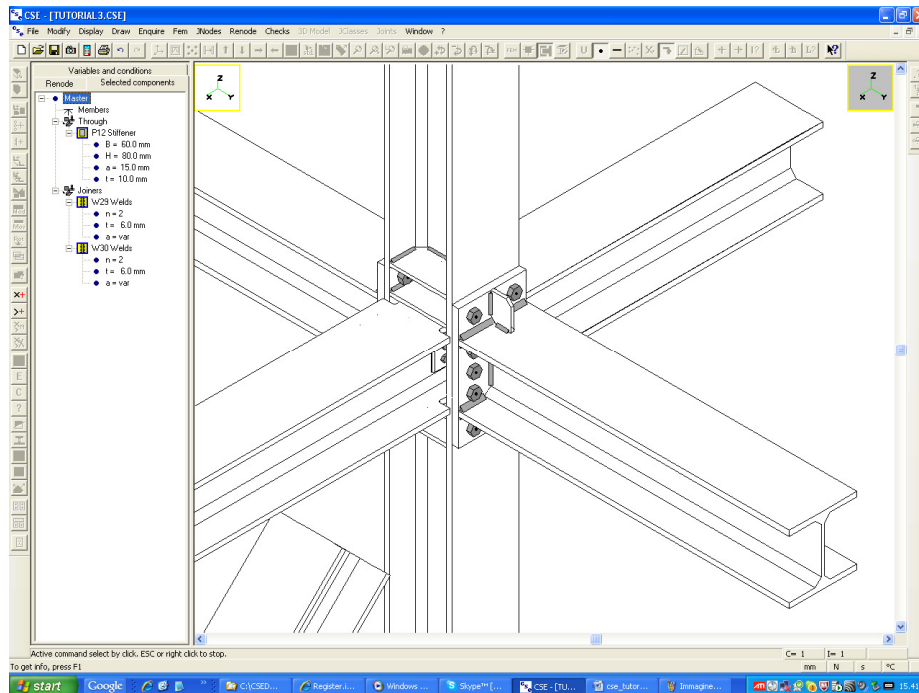 CSE - [TUTORIAL3.CSE]
File Modify Display Draw Enquire Fem JNodes Renode Checks 3D Model JClasses Joints Window ?
Variables and conditions
Renode Selected components
Master
Members
Through
P12 Stiffener
B = 60.0 mm
H = 80.0 mm
a = 15.0 mm
t = 10.0 mm
Joiners
W29 Welds
n = 2
t = 6.0 mm
a = var
W30 Welds
n = 2
t = 6.0 mm
a = var
Z
X Y
Z
X Y
Active command select by click. ESC or right click to stop.
C= 1 I= 1
To get info, press F1
mm N s °C
start Google C:\CSED... Register.i... Windows ... Skype™ [... CSE - [TU... cse_tutor... Immagine...